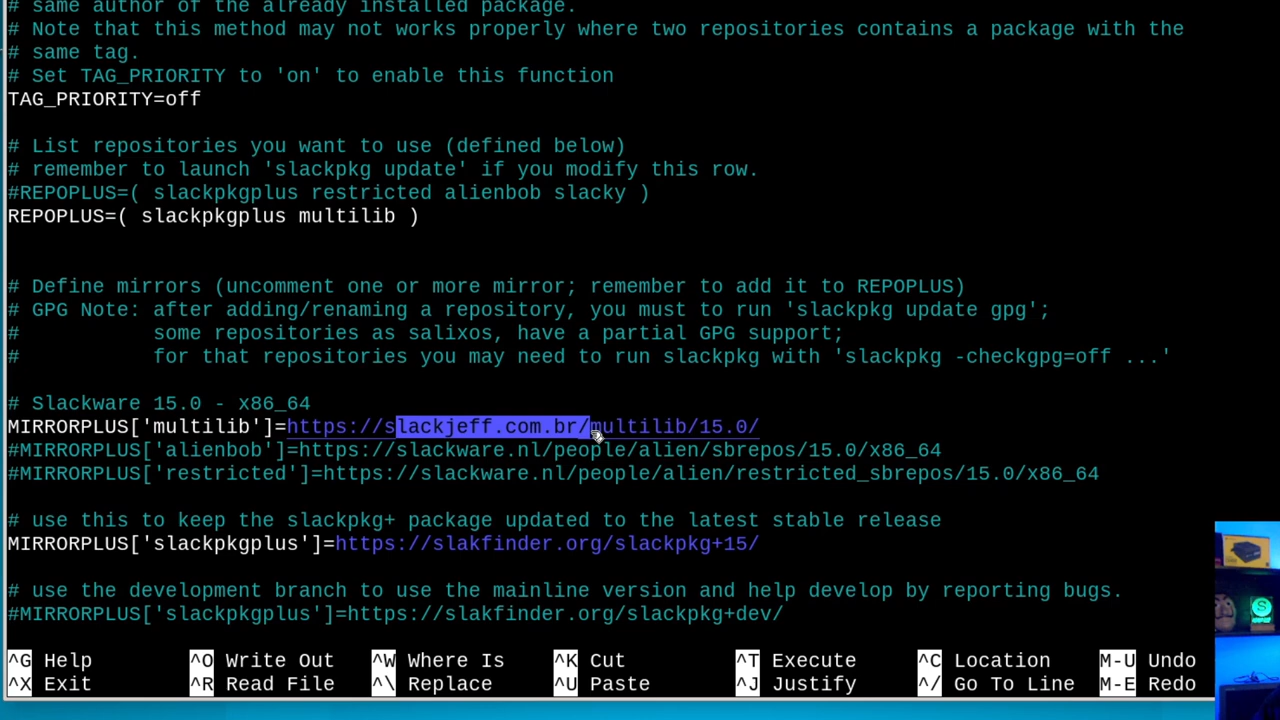 # same author of the already installed package.
# Note that this method may not works properly where two repositories contains a package with the
# same tag.
# Set TAG_PRIORITY to 'on' to enable this function
TAG_PRIORITY=off
# List repositories you want to use (defined below)
# remember to launch 'slackpkg update' if you modify this row.
#REPOPLUS=( slackpkgplus restricted alienbob slacky )
REPOPLUS=( slackpkgplus multilib )
# Define mirrors (uncomment one or more mirror; remember to add it to REPOPLUS)
# GPG Note: after adding/renaming a repository, you must to run 'slackpkg update gpg';
#           some repositories as salixos, have a partial GPG support;
#           for that repositories you may need to run slackpkg with 'slackpkg -checkgpg=off ...'
# Slackware 15.0 - x86_64
MIRRORPLUS['multilib']=https://slackjeff.com.br/multilib/15.0/
#MIRRORPLUS['alienbob']=https://slackware.nl/people/alien/sbrepos/15.0/x86_64
#MIRRORPLUS['restricted']=https://slackware.nl/people/alien/restricted_sbrepos/15.0/x86_64
# use this to keep the slackpkg+ package updated to the latest stable release
MIRRORPLUS['slackpkgplus']=https://slakfinder.org/slackpkg+15/
# use the development branch to use the mainline version and help develop by reporting bugs.
#MIRRORPLUS['slackpkgplus']=https://slakfinder.org/slackpkg+dev/
^G Help ^O Write Out ^W Where Is ^K Cut ^T Execute ^C Location M-U Undo
^X Exit ^R Read File ^\ Replace ^U Paste ^J Justify ^/ Go To Line M-E Redo